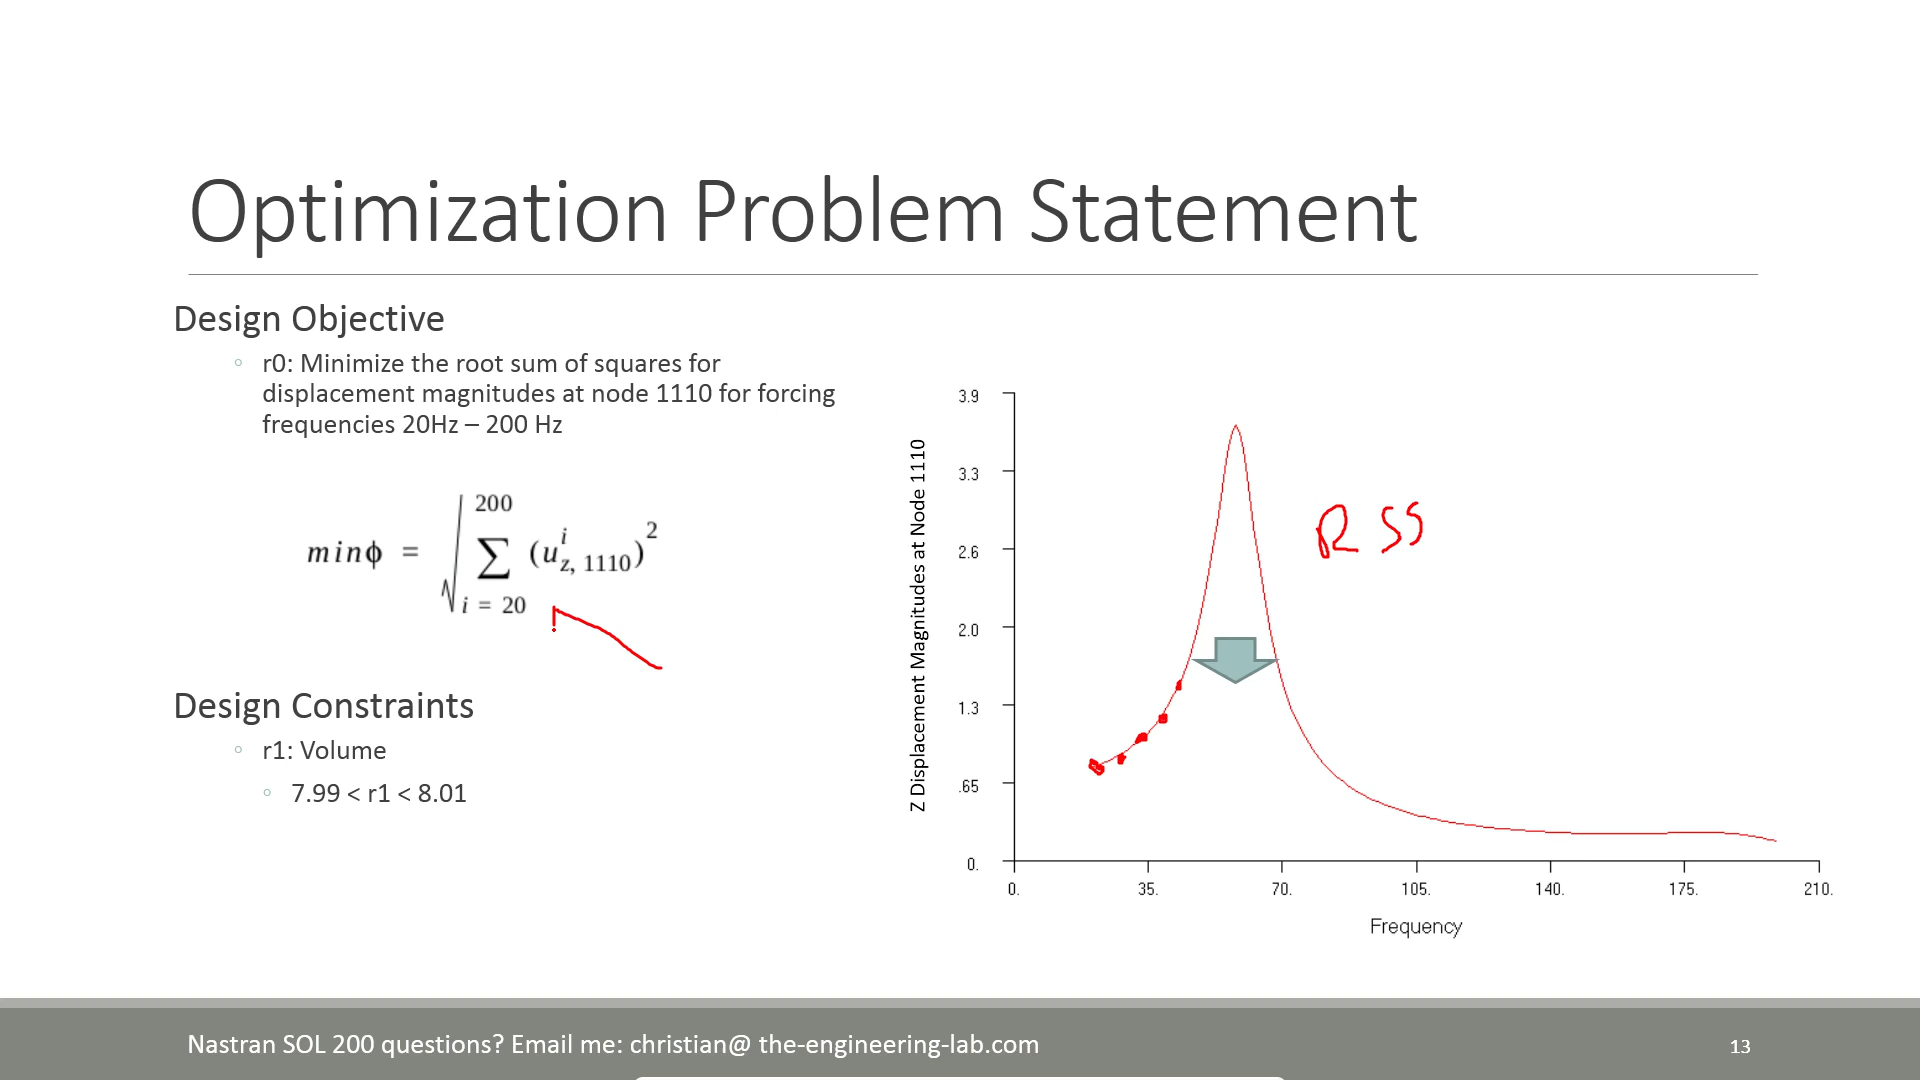 Optimization Problem Statement
Design Objective
◦ r0: Minimize the root sum of squares for
displacement magnitudes at node 1110 for forcing
frequencies 20Hz – 200 Hz
200
minϕ = √ ∑ (u^i_z, 1110)^2
i = 20
Design Constraints
◦ r1: Volume
◦ 7.99 < r1 < 8.01
Z Displacement Magnitudes at Node 1110
3.9
3.3
2.6
2.0
1.3
.65
0.
RSS
0. 35. 70. 105. 140. 175. 210.
Frequency
Nastran SOL 200 questions? Email me: christian@ the-engineering-lab.com
13